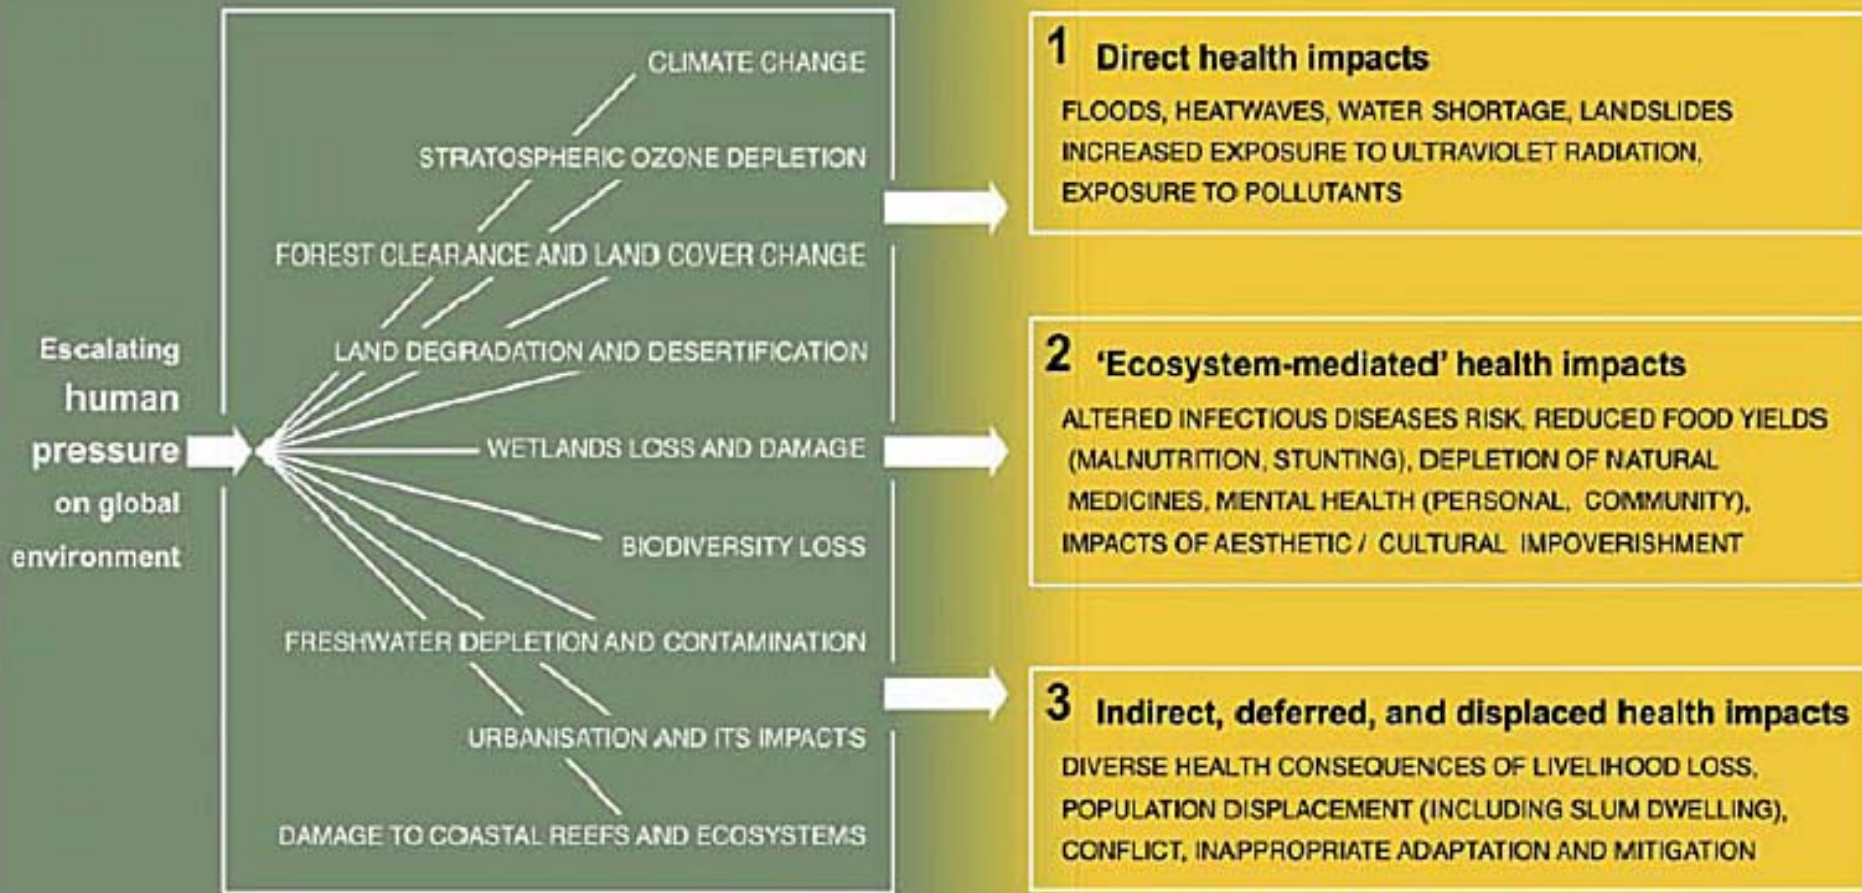 Escalating
human
pressure
on global
environment
CLIMATE CHANGE
STRATOSPHERIC OZONE DEPLETION
FOREST CLEARANCE AND LAND COVER CHANGE
LAND DEGRADATION AND DESERTIFICATION
WETLANDS LOSS AND DAMAGE
BIODIVERSITY LOSS
FRESHWATER DEPLETION AND CONTAMINATION
URBANISATION AND ITS IMPACTS
DAMAGE TO COASTAL REEFS AND ECOSYSTEMS
1 Direct health impacts
FLOODS, HEATWAVES, WATER SHORTAGE, LANDSLIDES
INCREASED EXPOSURE TO ULTRAVIOLET RADIATION,
EXPOSURE TO POLLUTANTS
2 ‘Ecosystem-mediated’ health impacts
ALTERED INFECTIOUS DISEASES RISK, REDUCED FOOD YIELDS
(MALNUTRITION, STUNTING), DEPLETION OF NATURAL
MEDICINES, MENTAL HEALTH (PERSONAL, COMMUNITY),
IMPACTS OF AESTHETIC / CULTURAL IMPOVERISHMENT
3 Indirect, deferred, and displaced health impacts
DIVERSE HEALTH CONSEQUENCES OF LIVELIHOOD LOSS,
POPULATION DISPLACEMENT (INCLUDING SLUM DWELLING),
CONFLICT, INAPPROPRIATE ADAPTATION AND MITIGATION